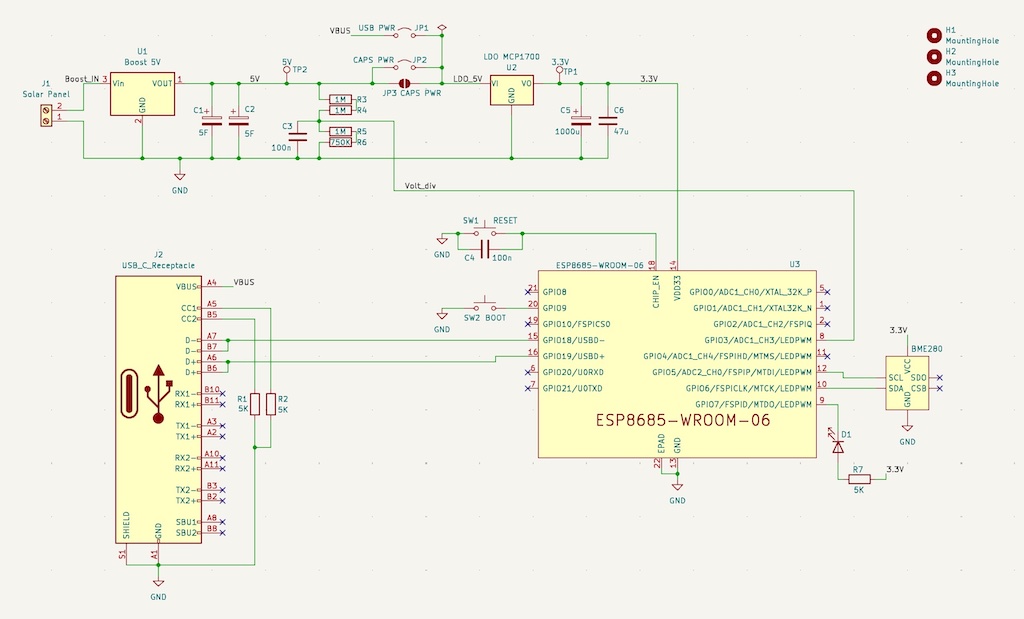 VBUS
USB PWR
JP1
U1
Boost 5V
CAPS PWR
JP2
5V
TP2
LDO MCP1700
U2
3.3V
TP1
J1
Solar Panel
Boost_IN
3
Vin
VOUT
1
GND
2
5V
JP3 CAPS PWR
LDO_5V
VI
VO
GND
3.3V
2
1
C1
+
5F
C2
+
5F
1M
R3
1M
R4
C3
100n
1M
R5
750K
R6
C5
+
1000u
C6
47u
H1
MountingHole
H2
MountingHole
H3
MountingHole
GND
Volt_div
SW1
RESET
GND
C4
100n
SW2 BOOT
GND
J2
USB_C_Receptacle
VBUS
A4
VBUS
CC1
A5
CC2
B5
D-
A7
D-
B7
D+
A6
D+
B6
RX1-
B10
RX1+
B11
TX1-
A3
TX1+
A2
RX2-
A10
RX2+
A11
TX2-
B3
TX2+
B2
SBU1
A8
SBU2
B8
SHIELD
S1
GND
A1
GND
R1
5K
R2
5K
ESP8685-WROOM-06
U3
18
CHIP_EN
14
VDD33
21
GPIO8
20
GPIO9
19
GPIO10/FSPICS0
15
GPIO18/USBD-
16
GPIO19/USBD+
6
GPIO20/U0RXD
7
GPIO21/U0TXD
GPIO0/ADC1_CH0/XTAL_32K_P
5
GPIO1/ADC1_CH1/XTAL32K_N
1
GPIO2/ADC1_CH2/FSPIQ
2
GPIO3/ADC1_CH3/LEDPWM
8
GPIO4/ADC1_CH4/FSPIHD/MTMS/LEDPWM
11
GPIO5/ADC2_CH0/FSPIP/MTDI/LEDPWM
12
GPIO6/FSPICLK/MTCK/LEDPWM
10
GPIO7/FSPID/MTDO/LEDPWM
9
ESP8685-WROOM-06
EPAD
22
GND
13
GND
3.3V
BME280
VCC
SCL
SDO
SDA
CSB
GND
GND
D1
R7
5K
3.3V